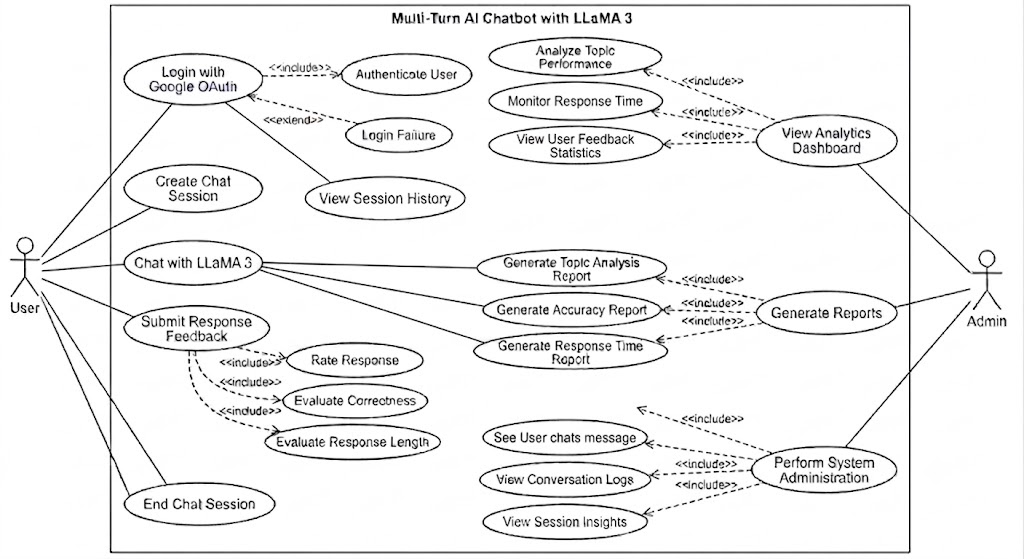 Multi-Turn AI Chatbot with LLaMA 3
Login with
Google OAuth
<<include>>
Authenticate User
<<extend>>
Login Failure
View Session History
Create Chat
Session
Chat with LLaMA 3
Submit Response
Feedback
<<include>>
Rate Response
<<include>>
Evaluate Correctness
<<include>>
Evaluate Response Length
End Chat Session
User
Analyze Topic
Performance
<<include>>
Monitor Response Time
<<include>>
View User Feedback
Statistics
<<include>>
View Analytics
Dashboard
Generate Topic Analysis
Report
<<include>>
Generate Accuracy Report
<<include>>
Generate Response Time
Report
<<include>>
Generate Reports
Admin
<<include>>
See User chats message
<<include>>
View Conversation Logs
<<include>>
View Session Insights
Perform System
Administration